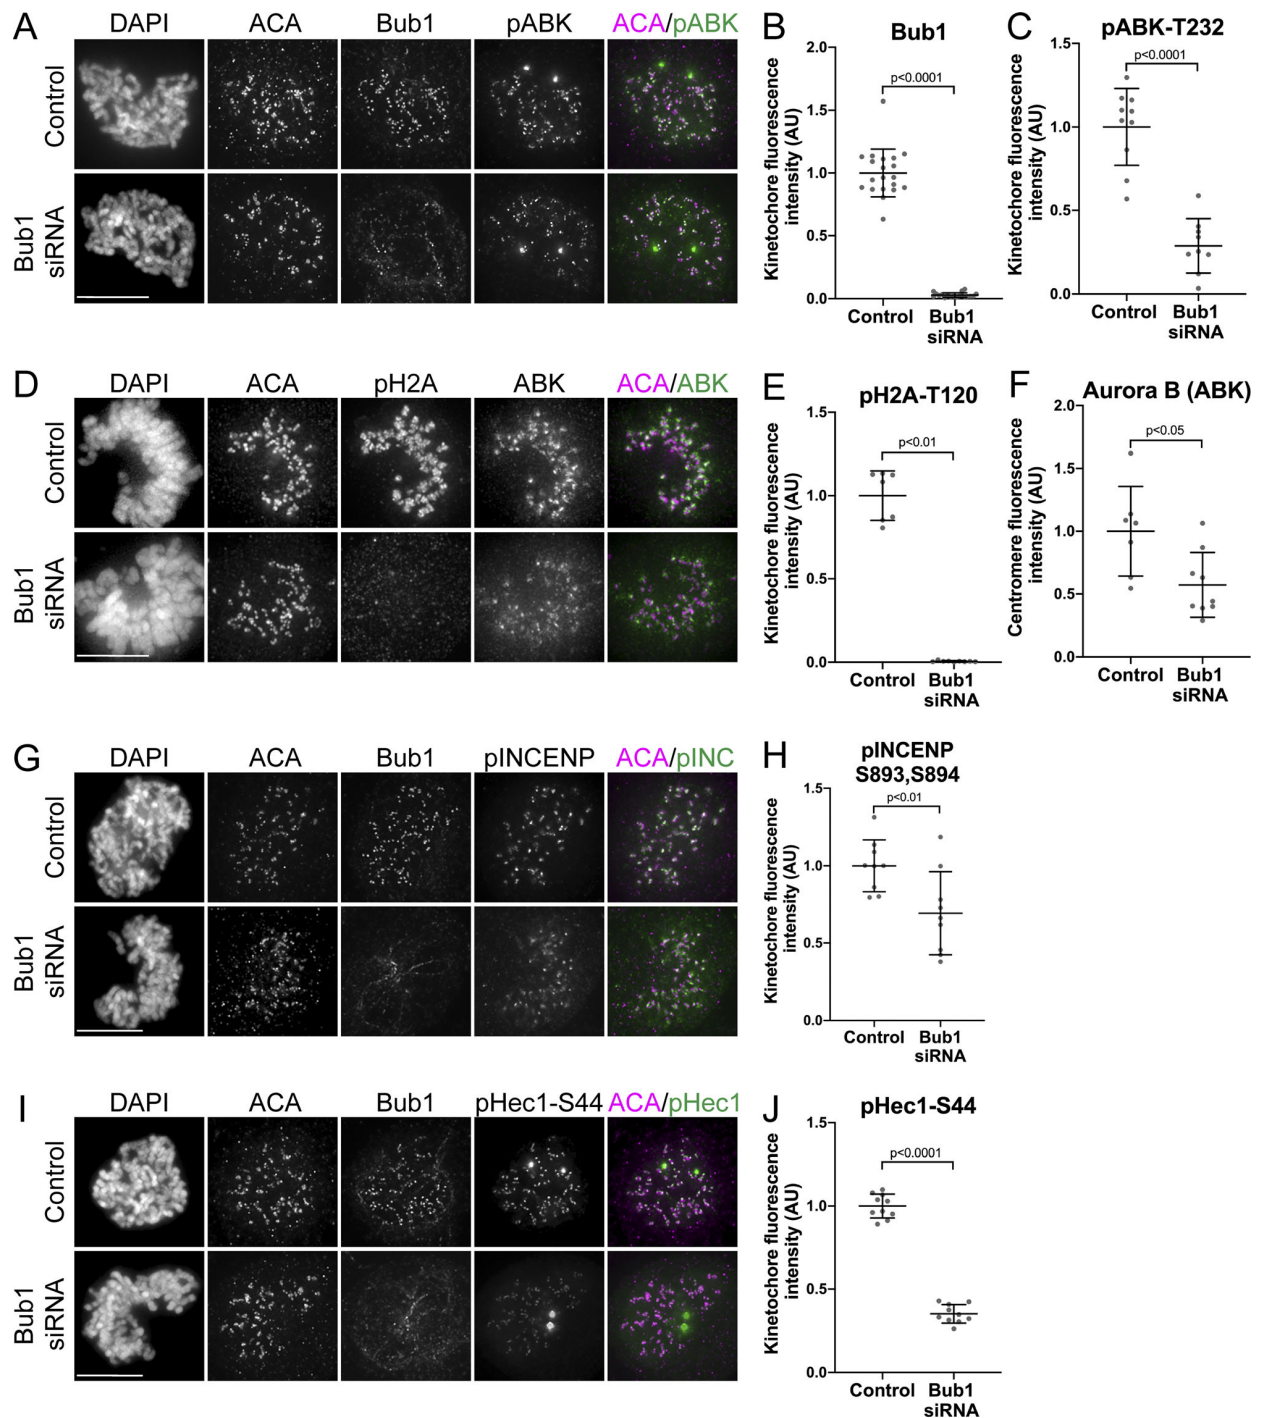 A
DAPI
ACA
Bub1
pABK
ACA/pABK
Control
Bub1
siRNA
B
Bub1
p<0.0001
Kinetochore fluorescence
intensity (AU)
2.0
1.5
1.0
0.5
0.0
Control
Bub1
siRNA
C
pABK-T232
p<0.0001
Kinetochore fluorescence
intensity (AU)
1.5
1.0
0.5
0.0
Control
Bub1
siRNA
D
DAPI
ACA
pH2A
ABK
ACA/ABK
Control
Bub1
siRNA
E
pH2A-T120
p<0.01
Kinetochore fluorescence
intensity (AU)
1.5
1.0
0.5
0.0
Control
Bub1
siRNA
F
Aurora B (ABK)
p<0.05
Centromere fluorescence
intensity (AU)
2.0
1.5
1.0
0.5
0.0
Control
Bub1
siRNA
G
DAPI
ACA
Bub1
pINCENP
ACA/pINC
Control
Bub1
siRNA
H
pINCENP
S893,S894
p<0.01
Kinetochore fluorescence
intensity (AU)
1.5
1.0
0.5
0.0
Control
Bub1
siRNA
I
DAPI
ACA
Bub1
pHec1-S44
ACA/pHec1
Control
Bub1
siRNA
J
pHec1-S44
p<0.0001
Kinetochore fluorescence
intensity (AU)
1.5
1.0
0.5
0.0
Control
Bub1
siRNA